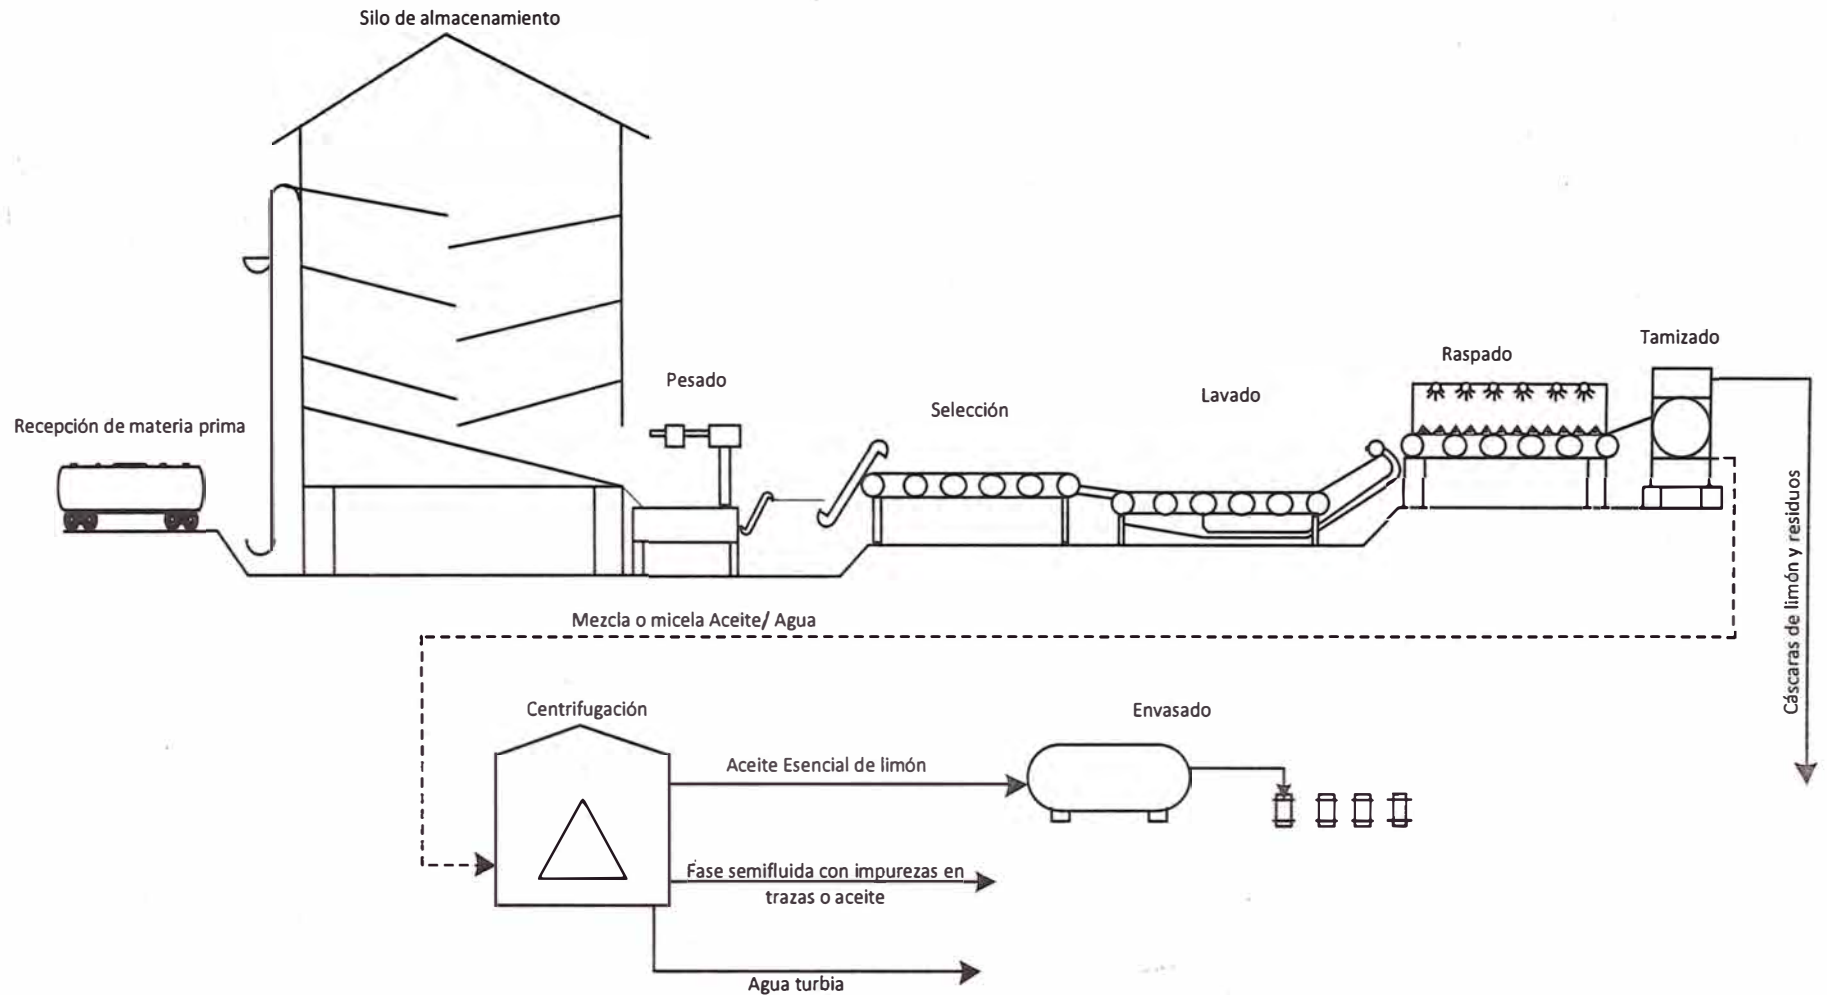 Silo de almacenamiento
Tamizado
Raspado
Pesado
Lavado
Selección
Recepción de materia prima
Cáscaras de limón y residuos
Mezcla o micela Aceite/ Agua
Centrifugación
Envasado
Aceite Esencial de limón
Fase semifluida con impurezas en
trazas o aceite
Agua turbia